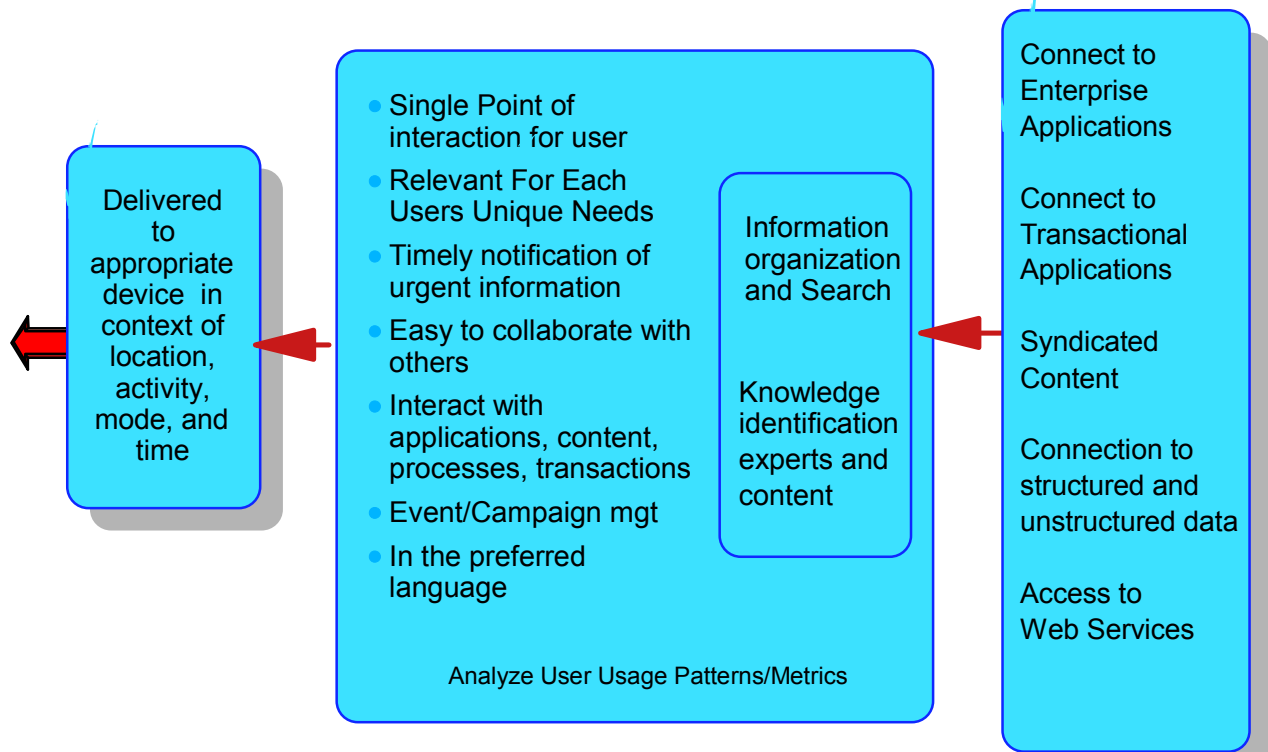 Delivered
to
appropriate
device in
context of
location,
activity,
mode, and
time
Single Point of
interaction for user
Relevant For Each
Users Unique Needs
Timely notification of
urgent information
Easy to collaborate with
others
Interact with
applications, content,
processes, transactions
Event/Campaign mgt
In the preferred
language
Information
organization
and Search
Knowledge
identification
experts and
content
Analyze User Usage Patterns/Metrics
Connect to
Enterprise
Applications
Connect to
Transactional
Applications
Syndicated
Content
Connection to
structured and
unstructured data
Access to
Web Services